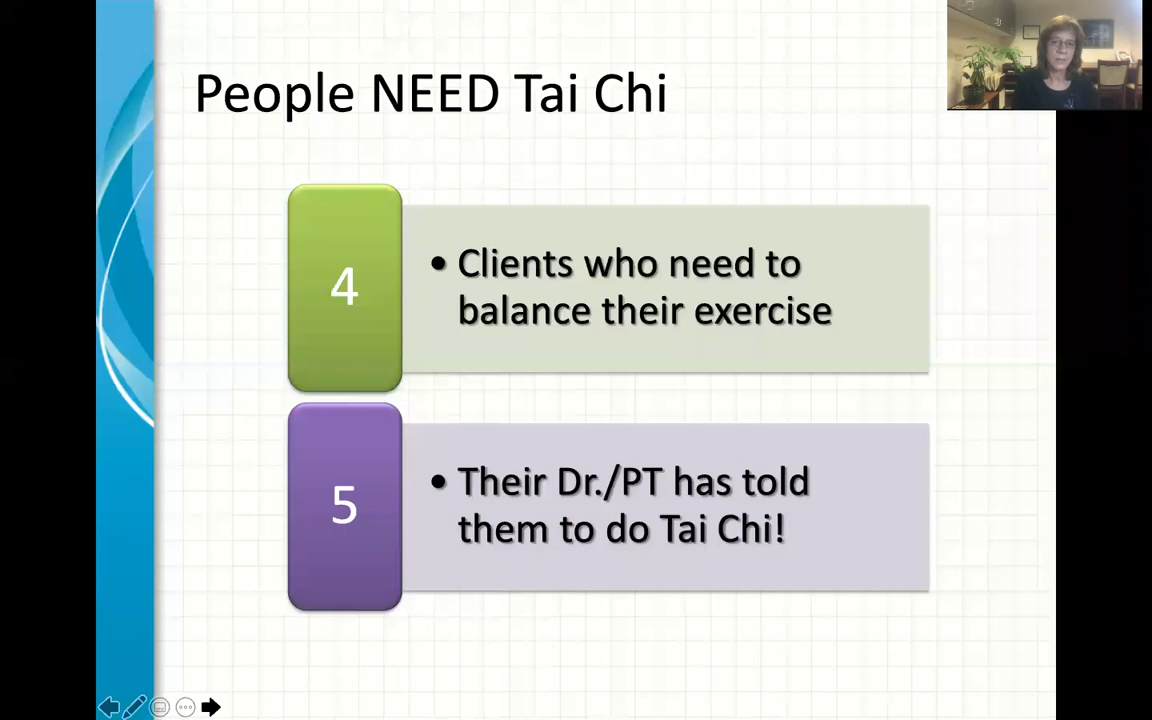 People NEED Tai Chi
4
• Clients who need to
balance their exercise
5
• Their Dr./PT has told
them to do Tai Chi!